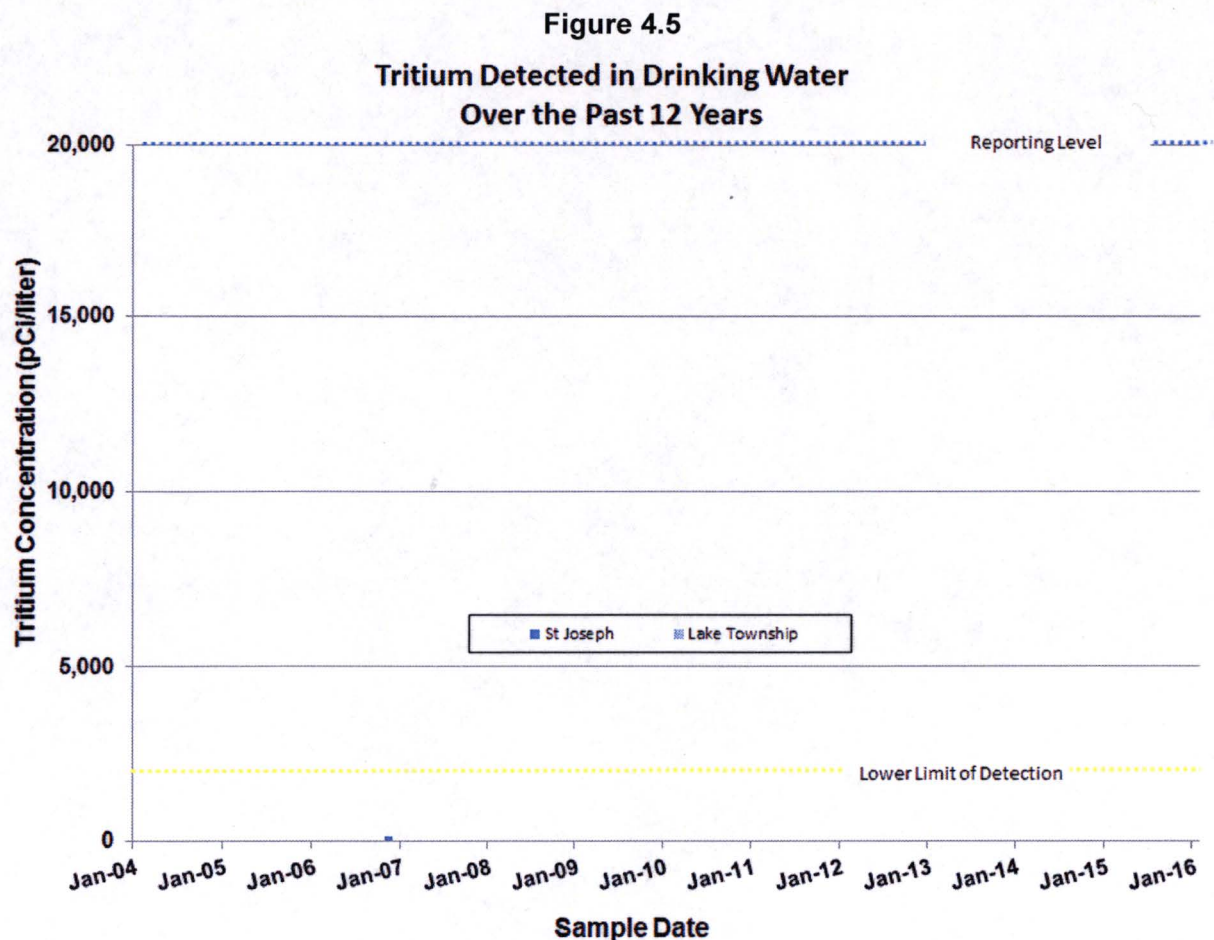 Figure 4.5
Tritium Detected in Drinking Water
Over the Past 12 Years
20,000
Reporting Level
15,000
10,000
5,000
0
Tritium Concentration (pCi/liter)
St Joseph Lake Township
Lower Limit of Detection
Jan-04 Jan-05 Jan-06 Jan-07 Jan-08 Jan-09 Jan-10 Jan-11 Jan-12 Jan-13 Jan-14 Jan-15 Jan-16
Sample Date